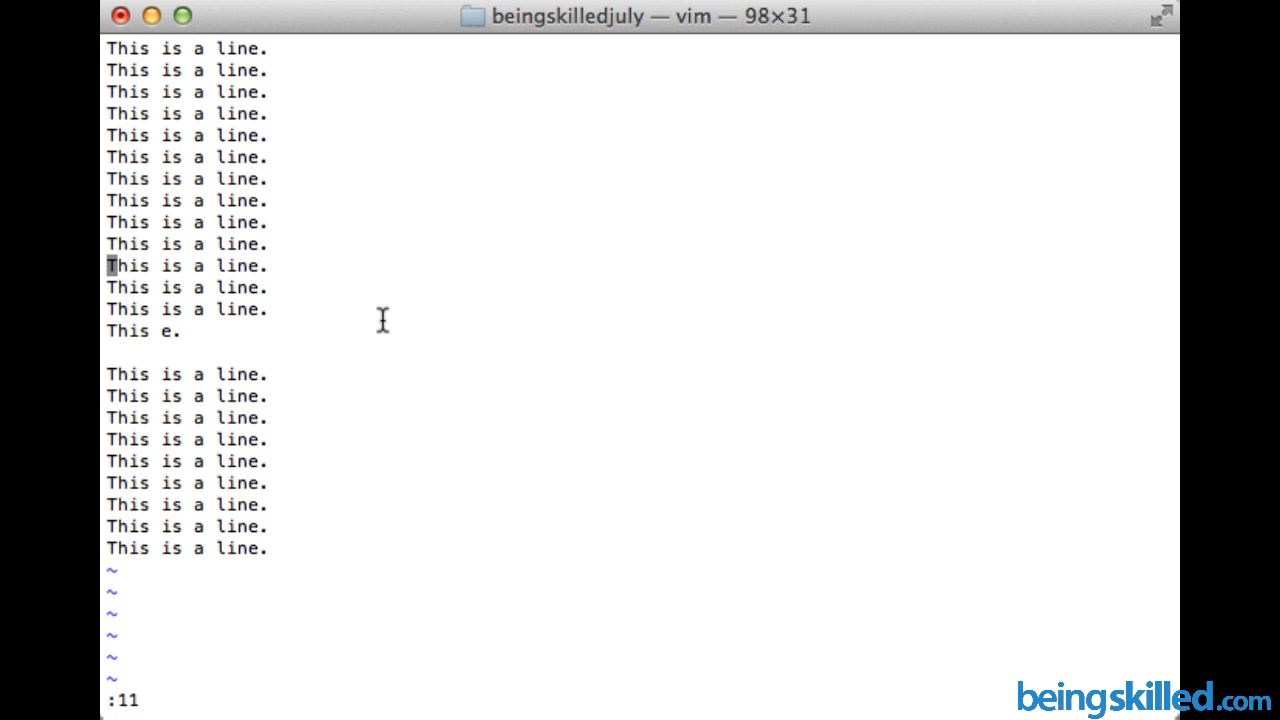 beingskilledjuly — vim — 98×31
This is a line.
This is a line.
This is a line.
This is a line.
This is a line.
This is a line.
This is a line.
This is a line.
This is a line.
This is a line.
This is a line.
This is a line.
This is a line.
This e.
This is a line.
This is a line.
This is a line.
This is a line.
This is a line.
This is a line.
This is a line.
This is a line.
This is a line.
~
~
~
~
~
~
:11
beingskilled.com